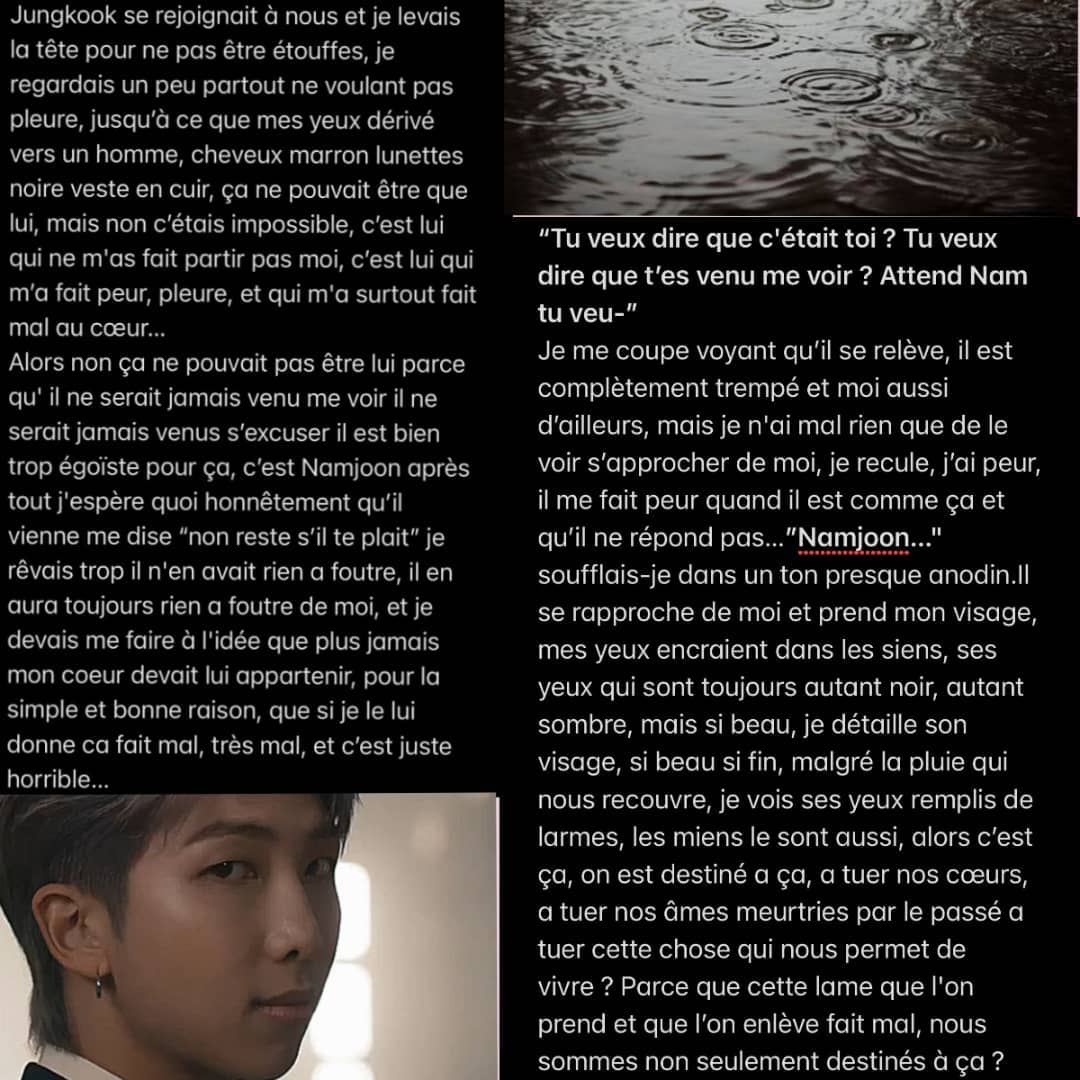 Jungkook se rejoignait à nous et je levais
la tête pour ne pas être étouffes, je
regardais un peu partout ne voulant pas
pleure, jusqu’à ce que mes yeux dérivé
vers un homme, cheveux marron lunettes
noire veste en cuir, ça ne pouvait être que
lui, mais non c’étais impossible, c’est lui
qui ne m'as fait partir pas moi, c’est lui qui
m’a fait peur, pleure, et qui m'a surtout fait
mal au cœur...
Alors non ça ne pouvait pas être lui parce
qu' il ne serait jamais venu me voir il ne
serait jamais venus s’excuser il est bien
trop égoïste pour ça, c’est Namjoon après
tout j'espère quoi honnêtement qu’il
vienne me dise “non reste s’il te plait” je
rêvais trop il n'en avait rien a foutre, il en
aura toujours rien a foutre de moi, et je
devais me faire à l'idée que plus jamais
mon coeur devait lui appartenir, pour la
simple et bonne raison, que si je le lui
donne ca fait mal, très mal, et c’est juste
horrible...
“Tu veux dire que c'était toi ? Tu veux
dire que t’es venu me voir ? Attend Nam
tu veu-”
Je me coupe voyant qu’il se relève, il est
complètement trempé et moi aussi
d’ailleurs, mais je n'ai mal rien que de le
voir s’approcher de moi, je recule, j’ai peur,
il me fait peur quand il est comme ça et
qu’il ne répond pas...”Namjoon..."
soufflais-je dans un ton presque anodin.Il
se rapproche de moi et prend mon visage,
mes yeux encraient dans les siens, ses
yeux qui sont toujours autant noir, autant
sombre, mais si beau, je détaille son
visage, si beau si fin, malgré la pluie qui
nous recouvre, je vois ses yeux remplis de
larmes, les miens le sont aussi, alors c’est
ça, on est destiné a ça, a tuer nos cœurs,
a tuer nos âmes meurtries par le passé a
tuer cette chose qui nous permet de
vivre ? Parce que cette lame que l'on
prend et que l’on enlève fait mal, nous
sommes non seulement destinés à ça ?